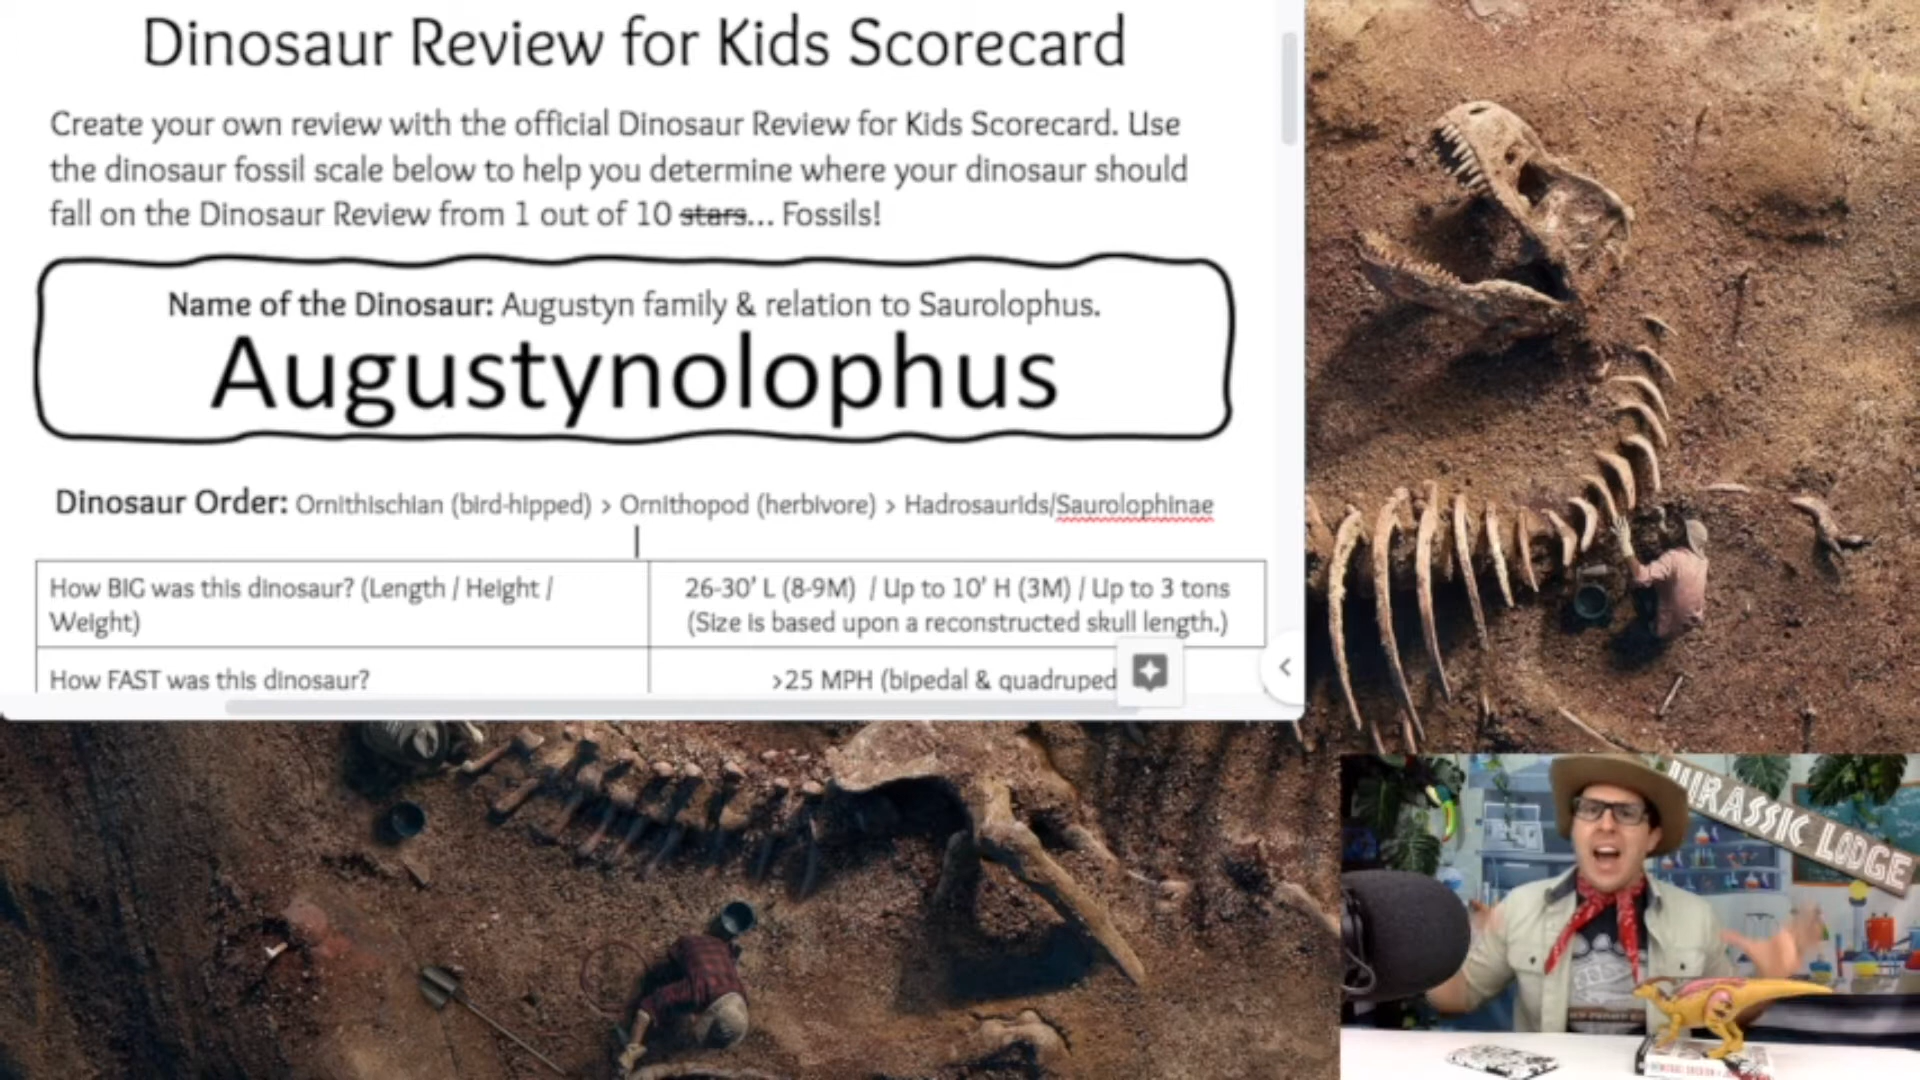 Dinosaur Review for Kids Scorecard
Create your own review with the official Dinosaur Review for Kids Scorecard. Use
the dinosaur fossil scale below to help you determine where your dinosaur should
fall on the Dinosaur Review from 1 out of 10 stars... Fossils!
Name of the Dinosaur: Augustyn family & relation to Saurolophus.
Augustynolophus
Dinosaur Order: Ornithischian (bird-hipped) > Ornithopod (herbivore) > Hadrosaurids/Saurolophinae
How BIG was this dinosaur? (Length / Height /
Weight)
26-30' L (8-9M) / Up to 10' H (3M) / Up to 3 tons
(Size is based upon a reconstructed skull length.)
How FAST was this dinosaur?
>25 MPH (bipedal & quadruped
JURASSIC LODGE